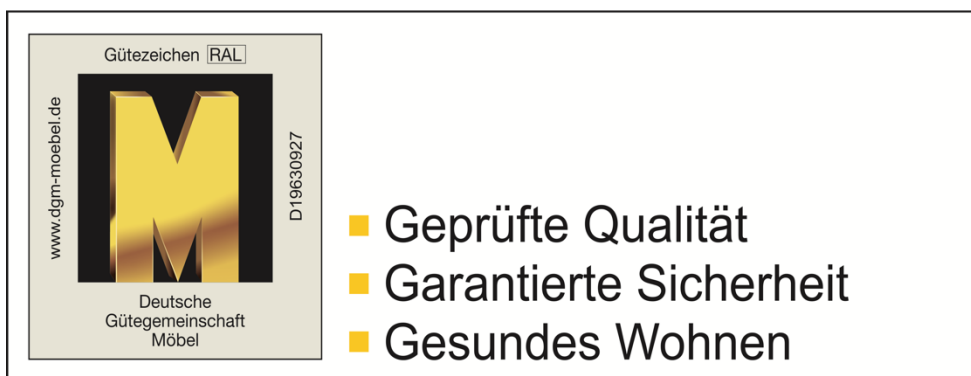 Gütezeichen RAL
www.dgm-moebel.de
D19630927
M
Deutsche
Gütegemeinschaft
Möbel
Geprüfte Qualität
Garantierte Sicherheit
Gesundes Wohnen